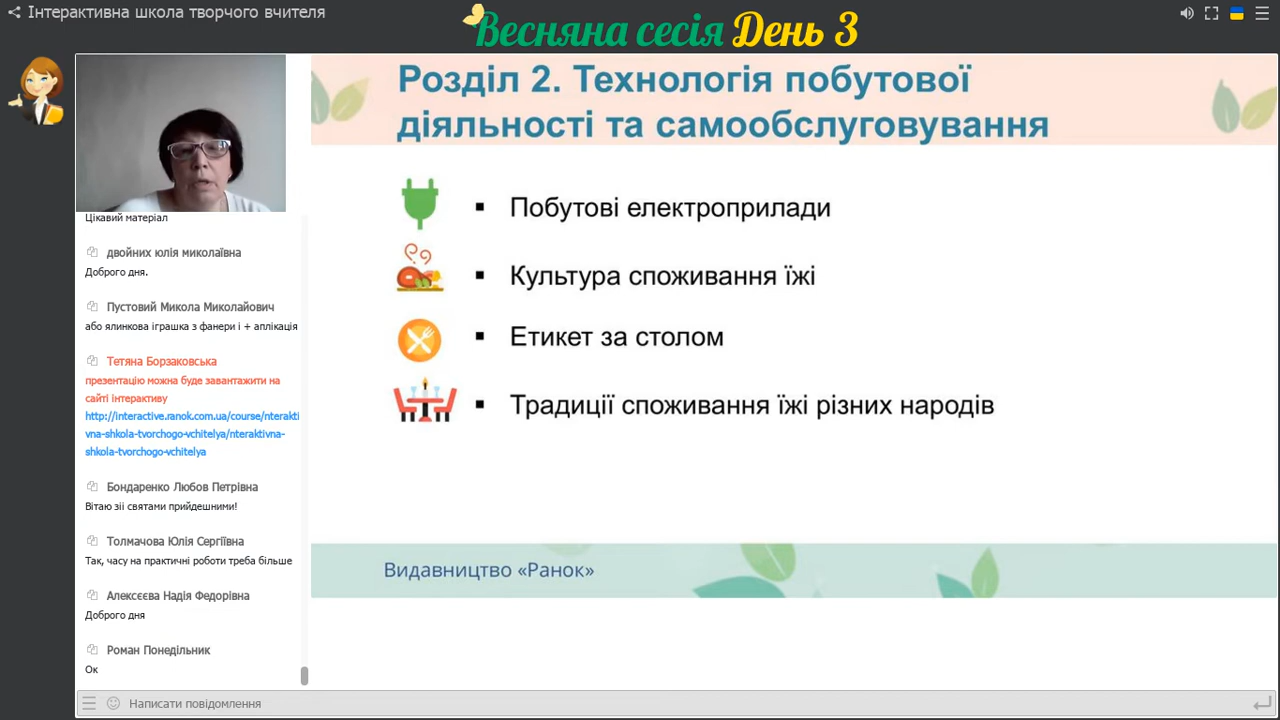 Інтерактивна школа творчого вчителя
Весняна сесія День 3
Розділ 2. Технологія побутової
діяльності та самообслуговування
▪ Побутові електроприлади
▪ Культура споживання їжі
▪ Етикет за столом
▪ Традиції споживання їжі різних народів
Видавництво «Ранок»
Цікавий матеріал
двойних юлія миколаївна
Доброго дня.
Пустовий Микола Миколайович
або ялинкова іграшка з фанери і + аплікація
Тетяна Борзаковська
презентацію можна буде завантажити на
сайті інтерактиву
http://interactive.ranok.com.ua/course/nterakti
vna-shkola-tvorchogo-vchitelya/nteraktivna-
shkola-tvorchogo-vchitelya
Бондаренко Любов Петрівна
Вітаю зіі святами прийдешними!
Толмачова Юлія Сергіївна
Так, часу на практичні роботи треба більше
Алексєєва Надія Федорівна
Доброго дня
Роман Понедільник
Ок
Написати повідомлення